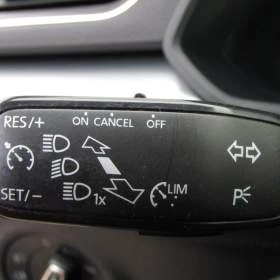 RES/+ ON CANCEL OFF
LIM
SET/- 1x P